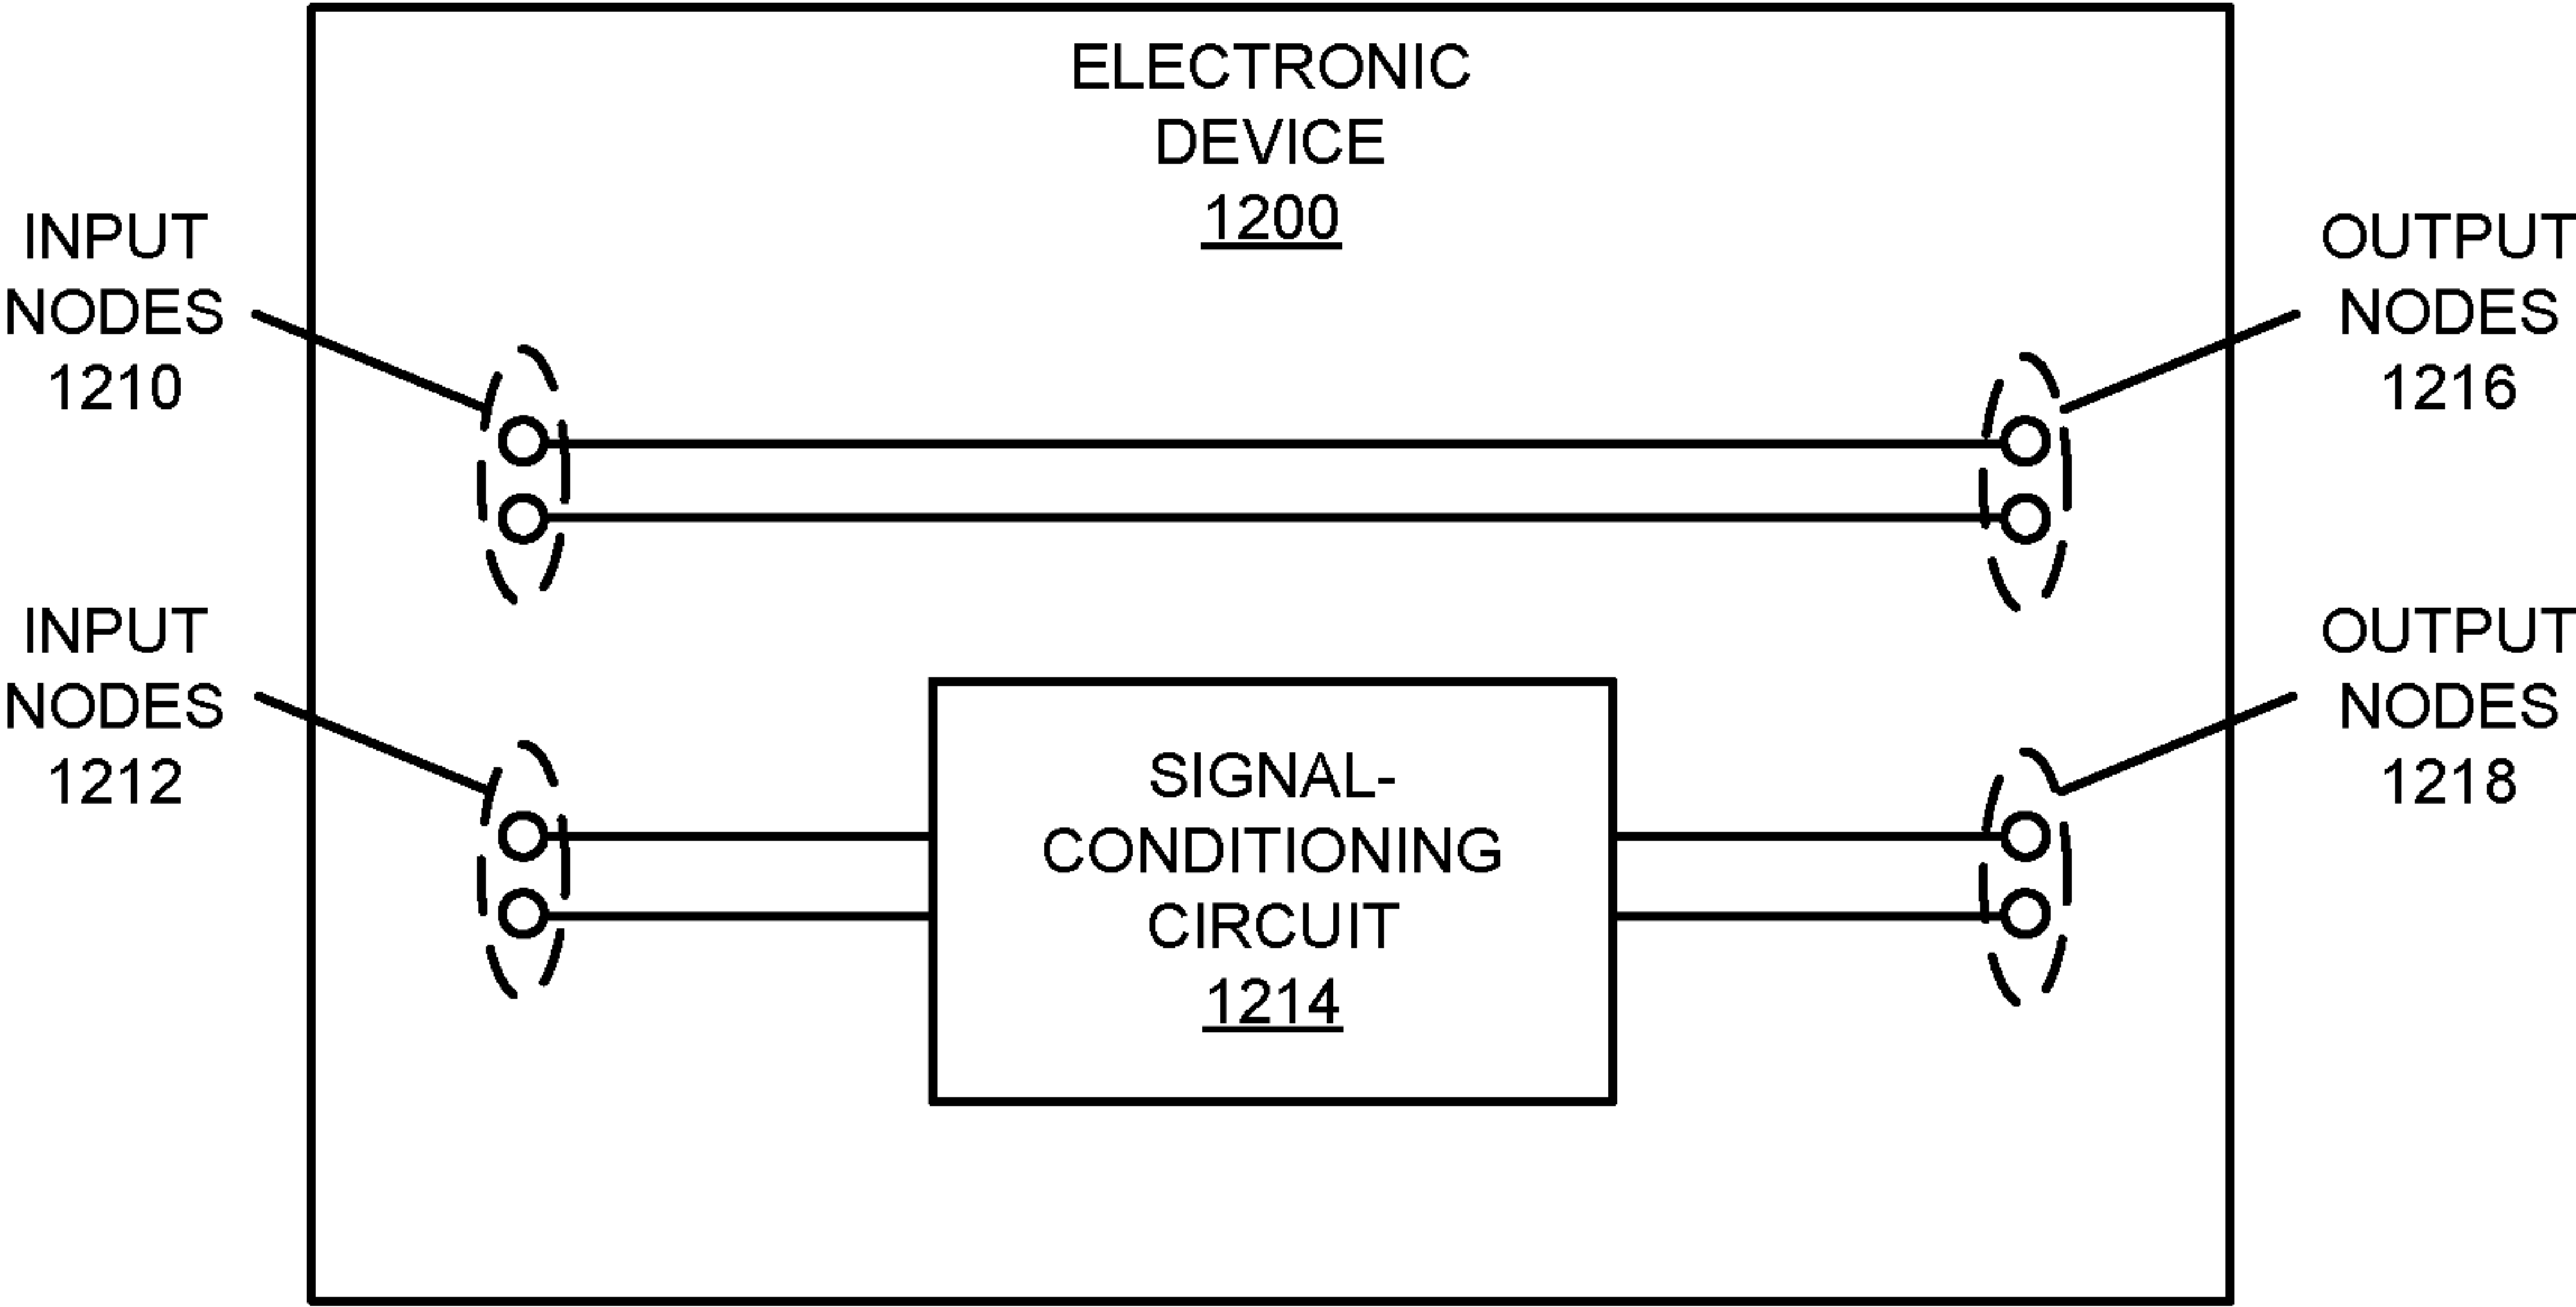 ELECTRONIC
DEVICE
1200
INPUT
NODES
1210
OUTPUT
NODES
1216
INPUT
NODES
1212
OUTPUT
NODES
1218
SIGNAL-
CONDITIONING
CIRCUIT
1214